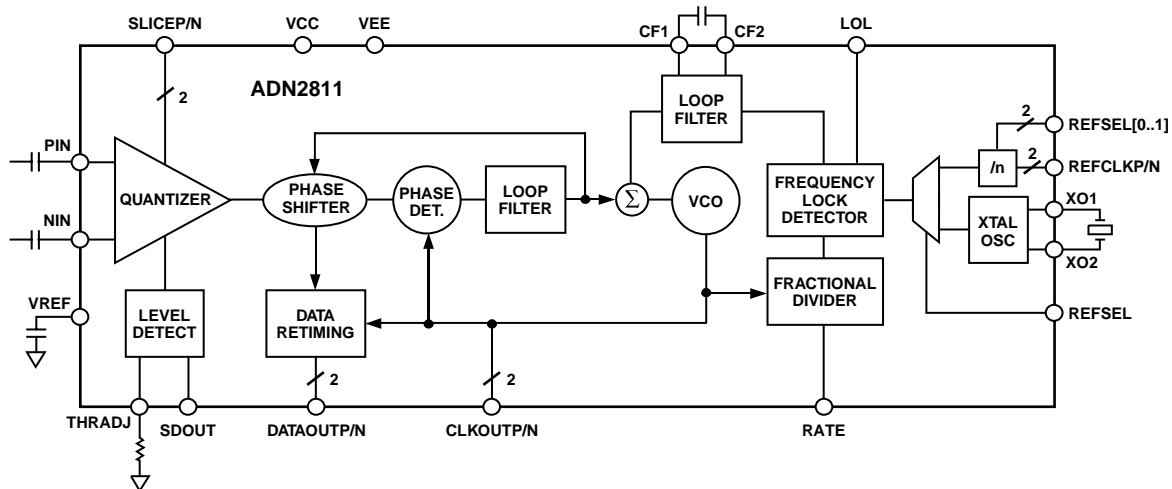 SLICEP/N
VCC
VEE
CF1
CF2
LOL
2
ADN2811
LOOP
FILTER
2
REFSEL[0..1]
PIN
QUANTIZER
PHASE
SHIFTER
PHASE
DET.
LOOP
FILTER
Σ
VCO
FREQUENCY
LOCK
DETECTOR
/n
2
REFCLKP/N
NIN
XTAL
OSC
XO1
XO2
VREF
LEVEL
DETECT
DATA
RETIMING
FRACTIONAL
DIVIDER
REFSEL
2
2
THRADJ
SDOUT
DATAOUTP/N
CLKOUTP/N
RATE